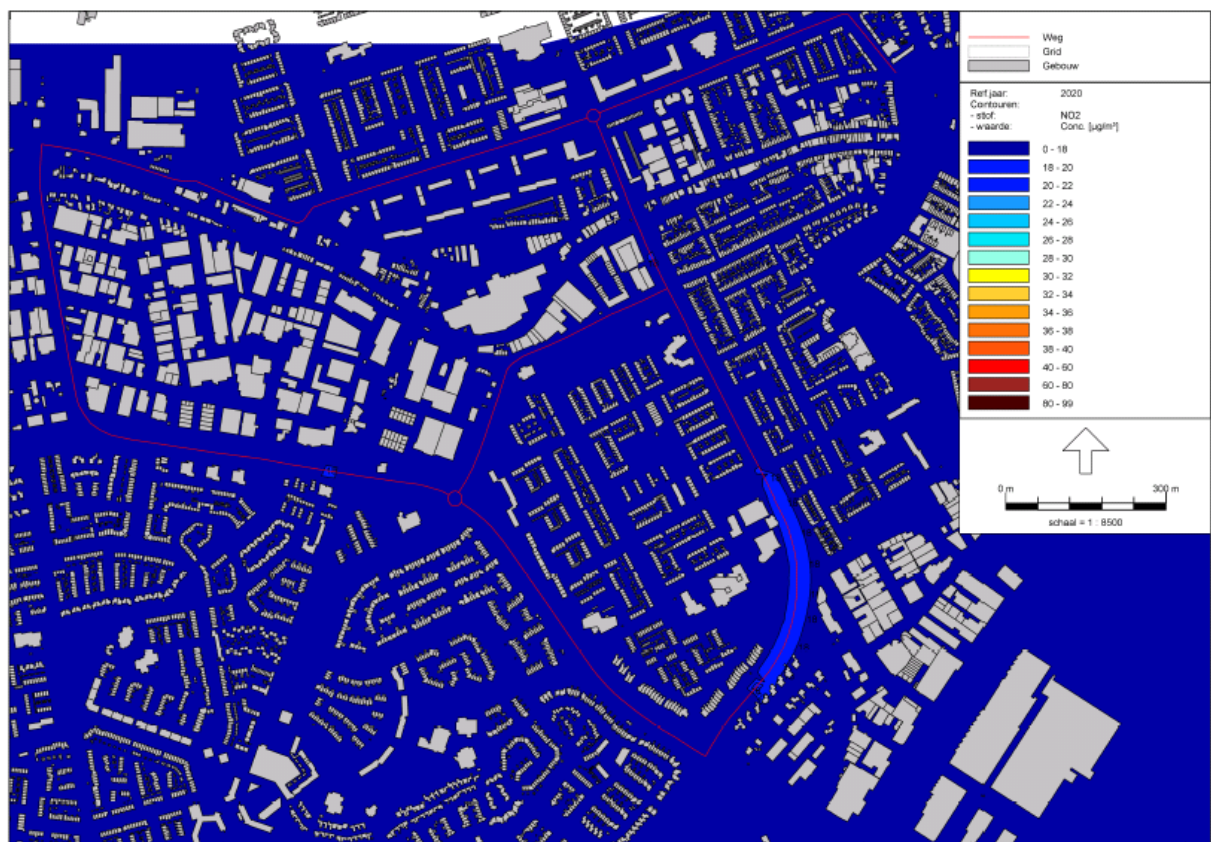 Weg
Grid
Gebouw
Ref.jaar: 2020
Contouren:
- stof: NO2
- waarde: Conc. [µg/m³]
0 - 18
18 - 20
20 - 22
22 - 24
24 - 26
26 - 28
28 - 30
30 - 32
32 - 34
34 - 36
36 - 38
38 - 40
40 - 60
60 - 80
80 - 99
0 m 300 m
schaal = 1 : 8500